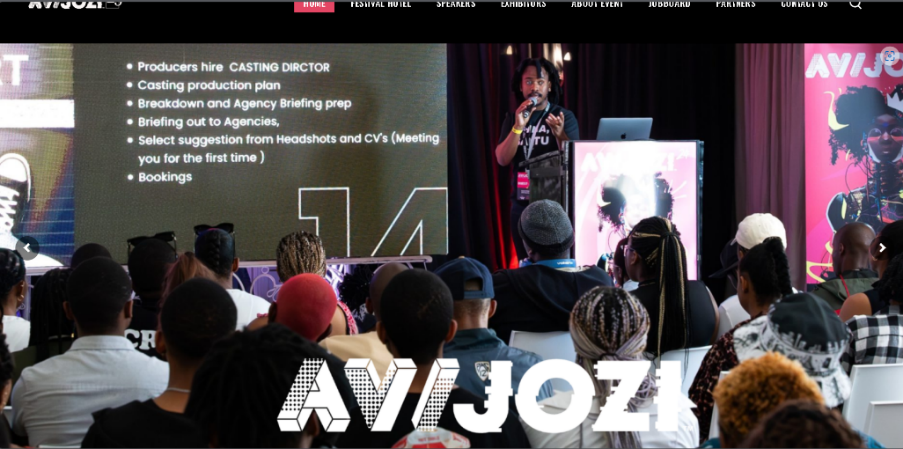 AVIJOZI
HOME FESTIVAL HOTEL SPEAKERS EXHIBITORS ABOUT EVENT JOBBOARD PARTNERS CONTACT US
RT
• Producers hire CASTING DIRCTOR
• Casting production plan
• Breakdown and Agency Briefing prep
• Briefing out to Agencies,
• Select suggestion from Headshots and CV's (Meeting
you for the first time )
• Bookings
14
AVIJOZI